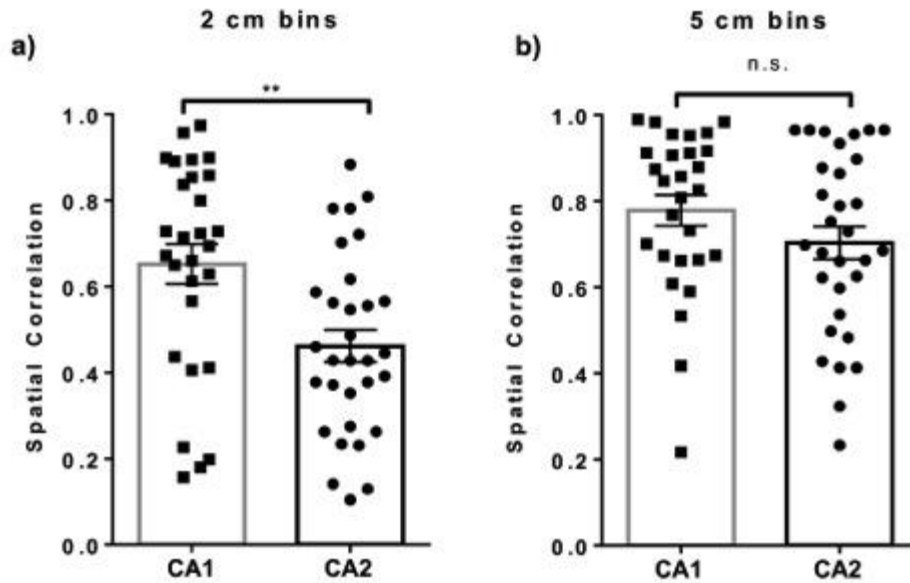 2 cm bins
a)
**
Spatial Correlation
1.0
0.8
0.6
0.4
0.2
0.0
CA1 CA2
5 cm bins
b)
n.s.
Spatial Correlation
1.0
0.8
0.6
0.4
0.2
0.0
CA1 CA2